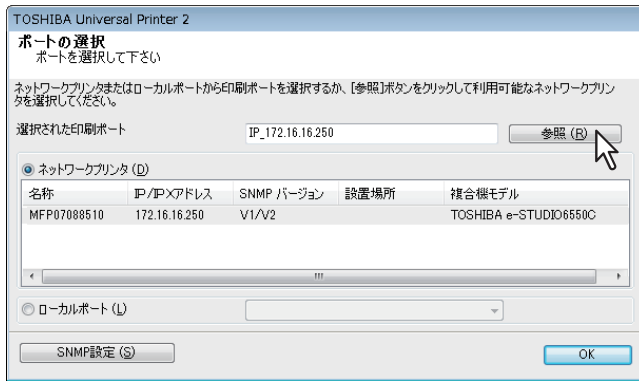 TOSHIBA Universal Printer 2
ポートの選択
ポートを選択して下さい
ネットワークプリンタまたはローカルポートから印刷ポートを選択するか、[参照]ボタンをクリックして利用可能なネットワークプリン
タを選択してください。
選択された印刷ポート IP_172.16.16.250 参照 (R)
ネットワークプリンタ (D)
名称 IP/IPXアドレス SNMP バージョン 設置場所 複合機モデル
MFP07088510 172.16.16.250 V1/V2 TOSHIBA e-STUDIO6550C
ローカルポート (L)
SNMP設定 (S) OK